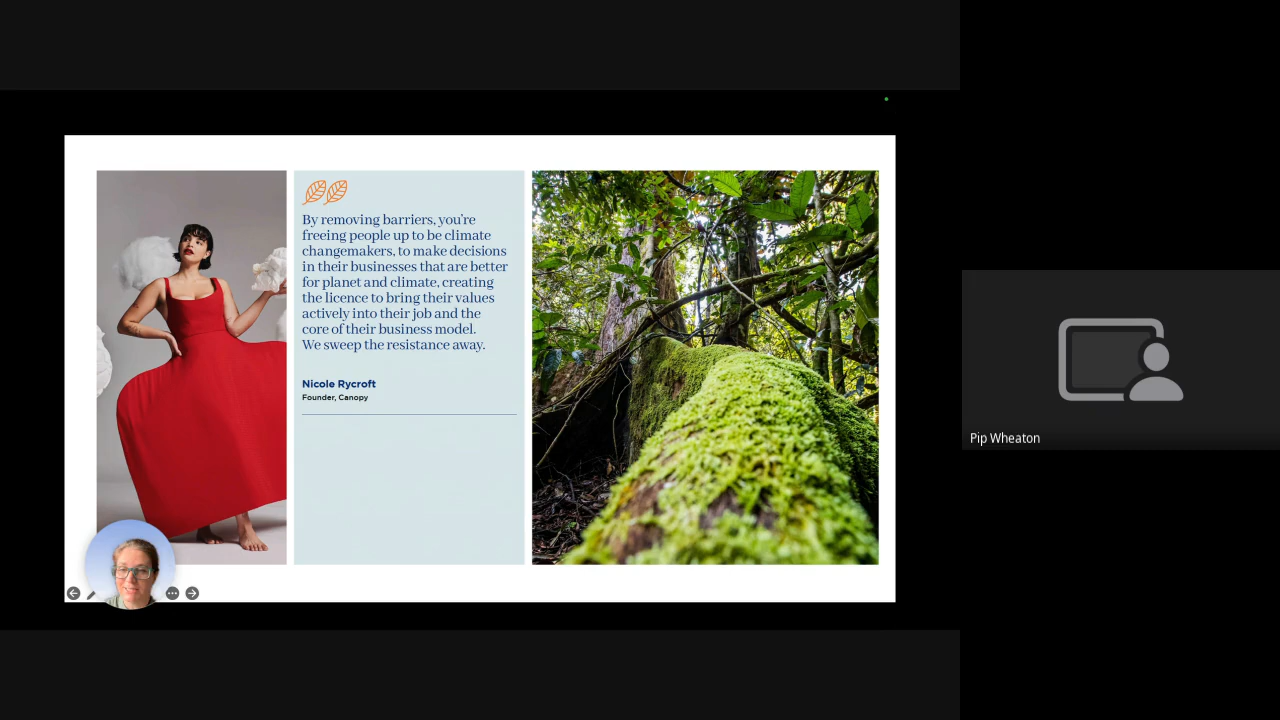 By removing barriers, you're
freeing people up to be climate
changemakers, to make decisions
in their businesses that are better
for planet and climate, creating
the licence to bring their values
actively into their job and the
core of their business model.
We sweep the resistance away.
Nicole Rycroft
Founder, Canopy
Pip Wheaton